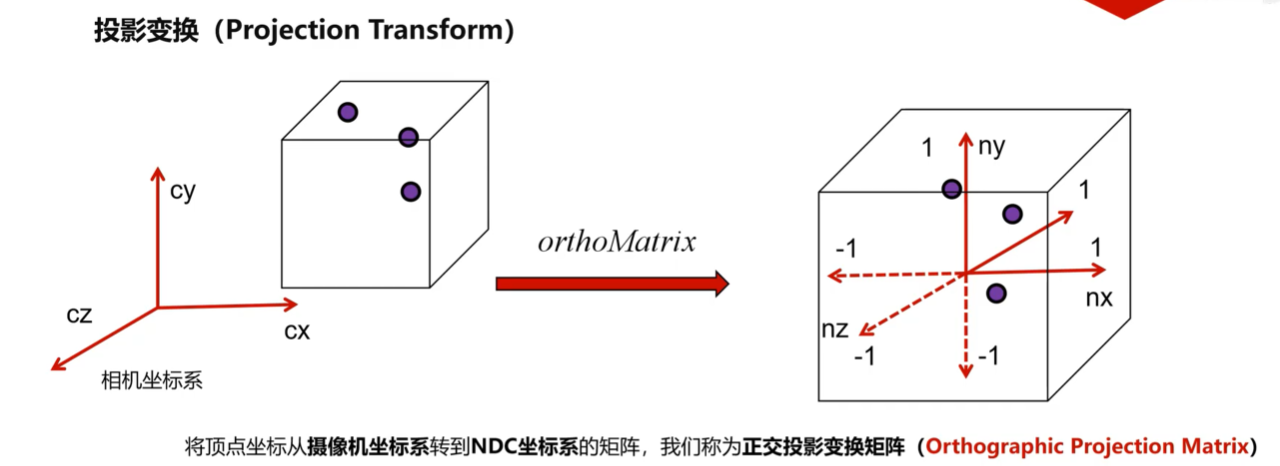 投影变换（Projection Transform）
cy
cz
cx
相机坐标系
orthoMatrix
1
ny
1
-1
1
nx
nz
-1
-1
将顶点坐标从摄像机坐标系转到NDC坐标系的矩阵，我们称为正交投影变换矩阵（Orthographic Projection Matrix）